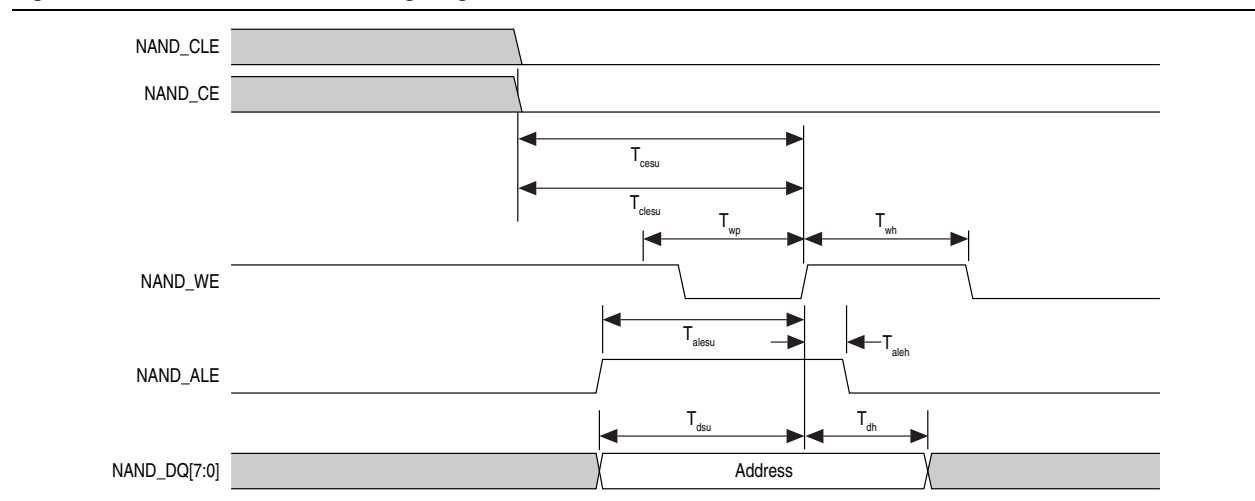 NAND_CLE
NAND_CE
Tcesu
Tclesu
Twp
Twh
NAND_WE
Talesu
Taleh
NAND_ALE
Tdsu
Tdh
NAND_DQ[7:0]
Address